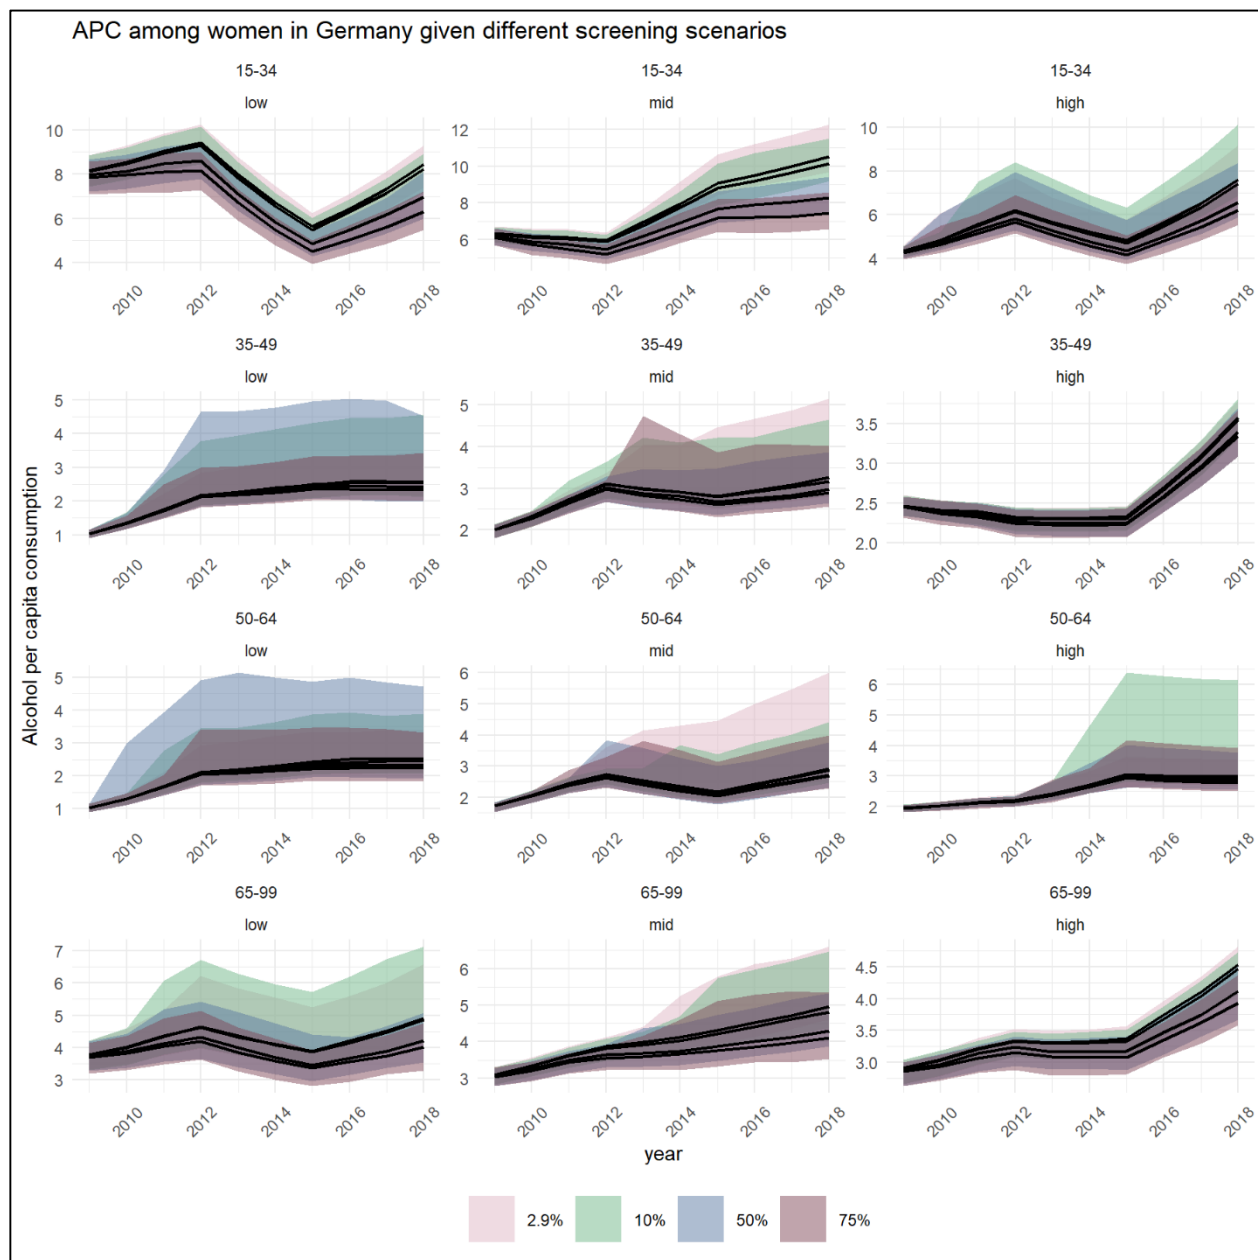 APC among women in Germany given different screening scenarios
15-34
low
15-34
mid
15-34
high
10
8
6
4
12
10
8
6
10
8
6
4
2010 2012 2014 2016 2018
2010 2012 2014 2016 2018
2010 2012 2014 2016 2018
35-49
low
35-49
mid
35-49
high
5
4
3
2
1
5
4
3
2
3.5
3.0
2.5
2.0
2010 2012 2014 2016 2018
2010 2012 2014 2016 2018
2010 2012 2014 2016 2018
Alcohol per capita consumption
50-64
low
50-64
mid
50-64
high
5
4
3
2
1
6
5
4
3
2
6
5
4
3
2
2010 2012 2014 2016 2018
2010 2012 2014 2016 2018
2010 2012 2014 2016 2018
65-99
low
65-99
mid
65-99
high
7
6
5
4
3
6
5
4
3
4.5
4.0
3.5
3.0
2010 2012 2014 2016 2018
2010 2012 2014 2016 2018
2010 2012 2014 2016 2018
year
2.9% 10% 50% 75%